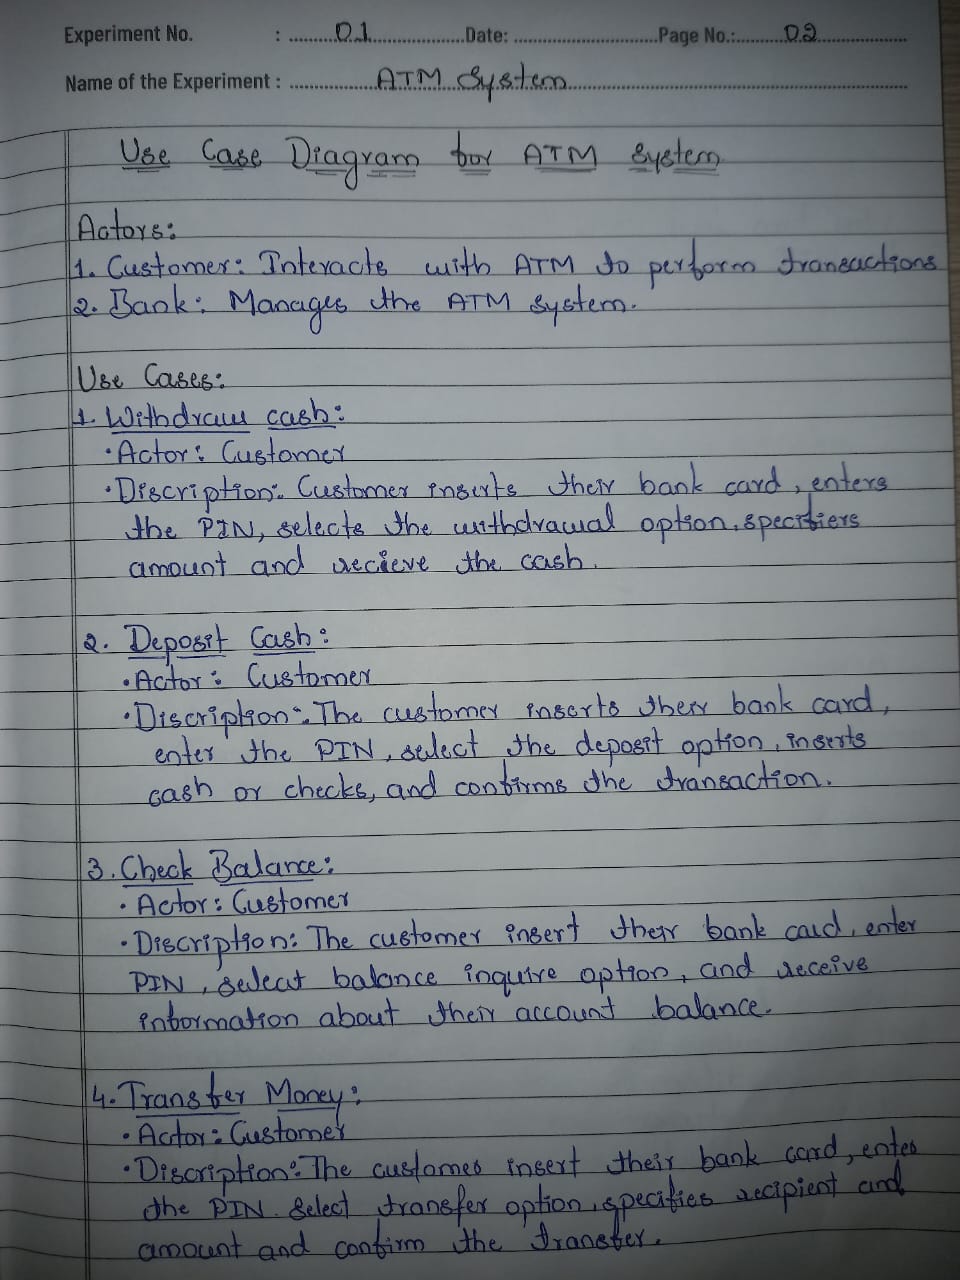 Experiment No. : 01 Date: Page No.: 02
Name of the Experiment : ATM System
Use Case Diagram for ATM System
Actors:
1. Customer: Interacts with ATM to perform transactions
2. Bank: Manages the ATM System.
Use Cases:
1. Withdraw cash:
• Actor: Customer
• Discription: Customer inserts their bank card, enters
the PIN, selects the withdrawal option, specifiers
amount and recieve the cash.
2. Deposit Cash:
• Actor: Customer
• Discription: The customer inserts their bank card,
enter the PIN, select the deposit option, inserts
cash or checks, and confirms the transaction.
3. Check Balance:
• Actor: Customer
• Discription: The customer insert their bank card, enter
PIN, select balance inquire option, and receive
information about their account balance.
4. Transfer Money:
• Actor: Customer
• Discription: The customer insert their bank card, enter
the PIN. Select transfer option, specifies recipient and
amount and confirm the transfer.